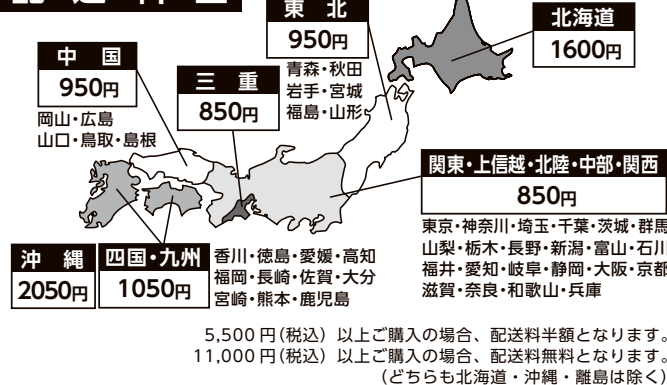 東北
950円
青森・秋田
岩手・宮城
福島・山形
北海道
1600円
中国
950円
岡山・広島
山口・鳥取・島根
三重
850円
関東・上信越・北陸・中部・関西
850円
東京・神奈川・埼玉・千葉・茨城・群馬
山梨・栃木・長野・新潟・富山・石川
福井・愛知・岐阜・静岡・大阪・京都
滋賀・奈良・和歌山・兵庫
沖縄
2050円
四国・九州
1050円
香川・徳島・愛媛・高知
福岡・長崎・佐賀・大分
宮崎・熊本・鹿児島
5,500円(税込)以上ご購入の場合、配送料半額となります。
11,000円(税込)以上ご購入の場合、配送料無料となります。
(どちらも北海道・沖縄・離島は除く)